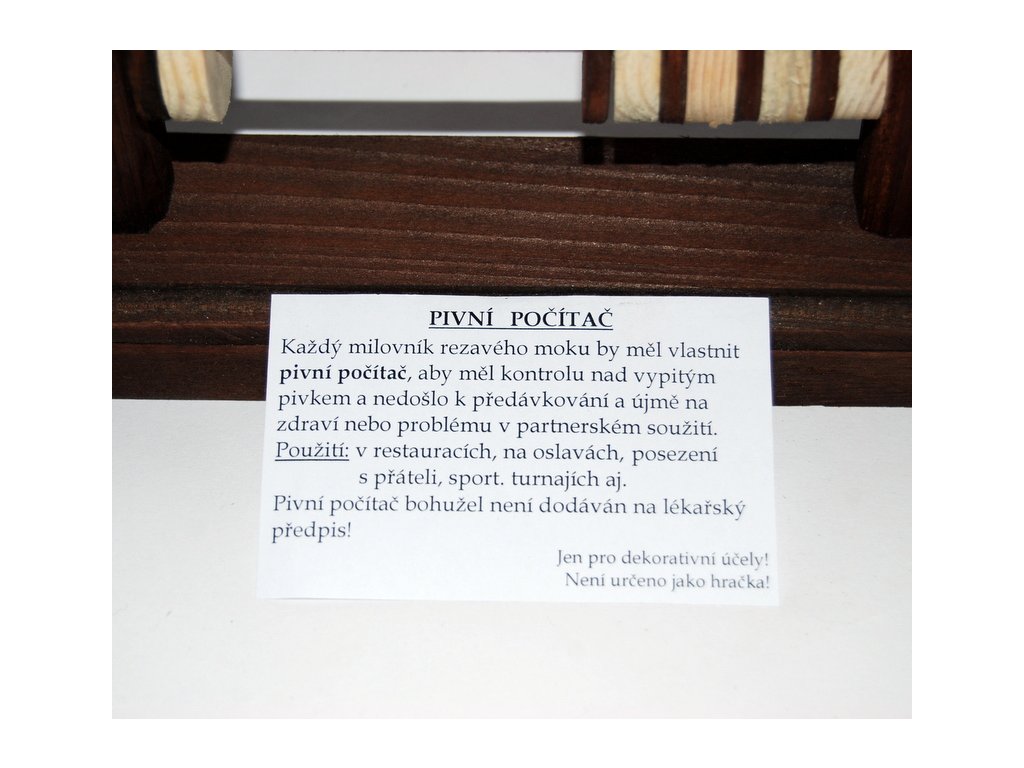 PIVNÍ POČÍTAČ
Každý milovník rezavého moku by měl vlastnit
pivní počítač, aby měl kontrolu nad vypitým
pivkem a nedošlo k předávkování a újmě na
zdraví nebo problému v partnerském soužití.
Použití: v restauracích, na oslavách, posezení
s přáteli, sport. turnajích aj.
Pivní počítač bohužel není dodáván na lékařský
předpis!
Jen pro dekorativní účely!
Není určeno jako hračka!